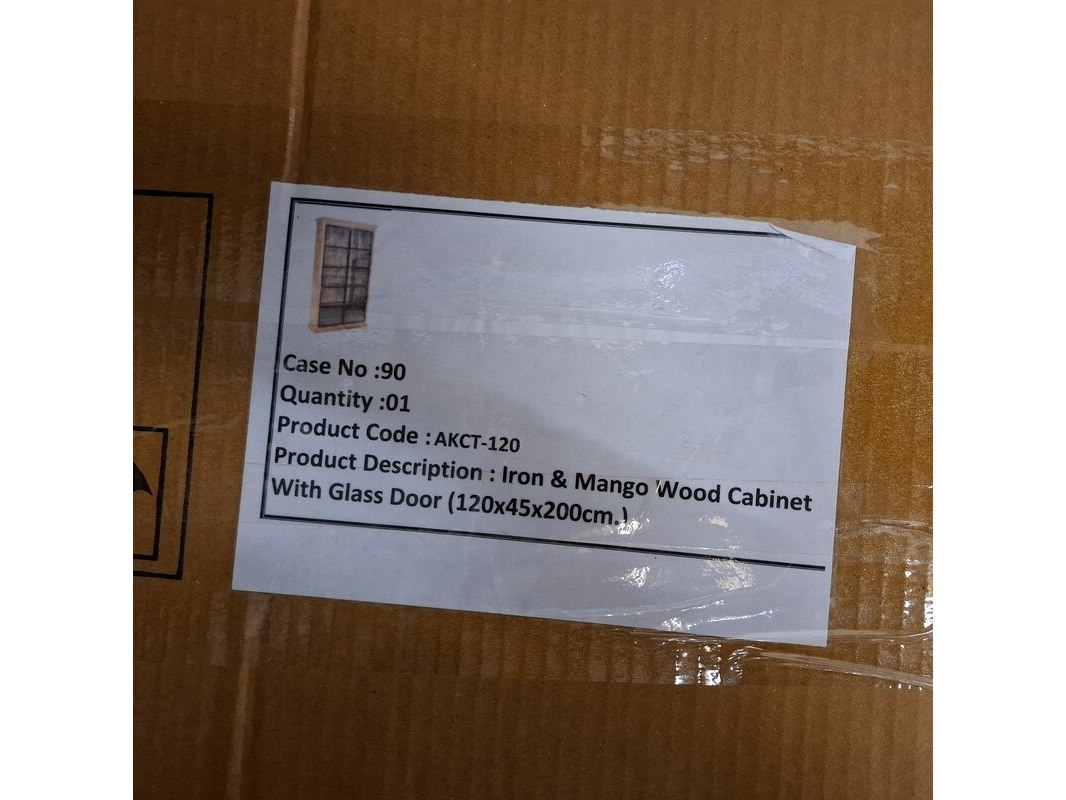 Case No :90
Quantity :01
Product Code : AKCT-120
Product Description : Iron & Mango Wood Cabinet
With Glass Door (120x45x200cm.)